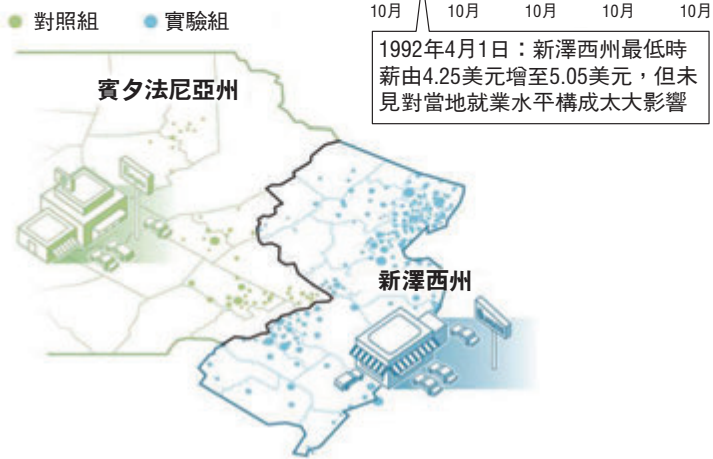 10月 10月 10月 10月 10月
對照組 實驗組
1992年4月1日：新澤西州最低時
薪由4.25美元增至5.05美元，但未
見對當地就業水平構成太大影響
賓夕法尼亞州
新澤西州